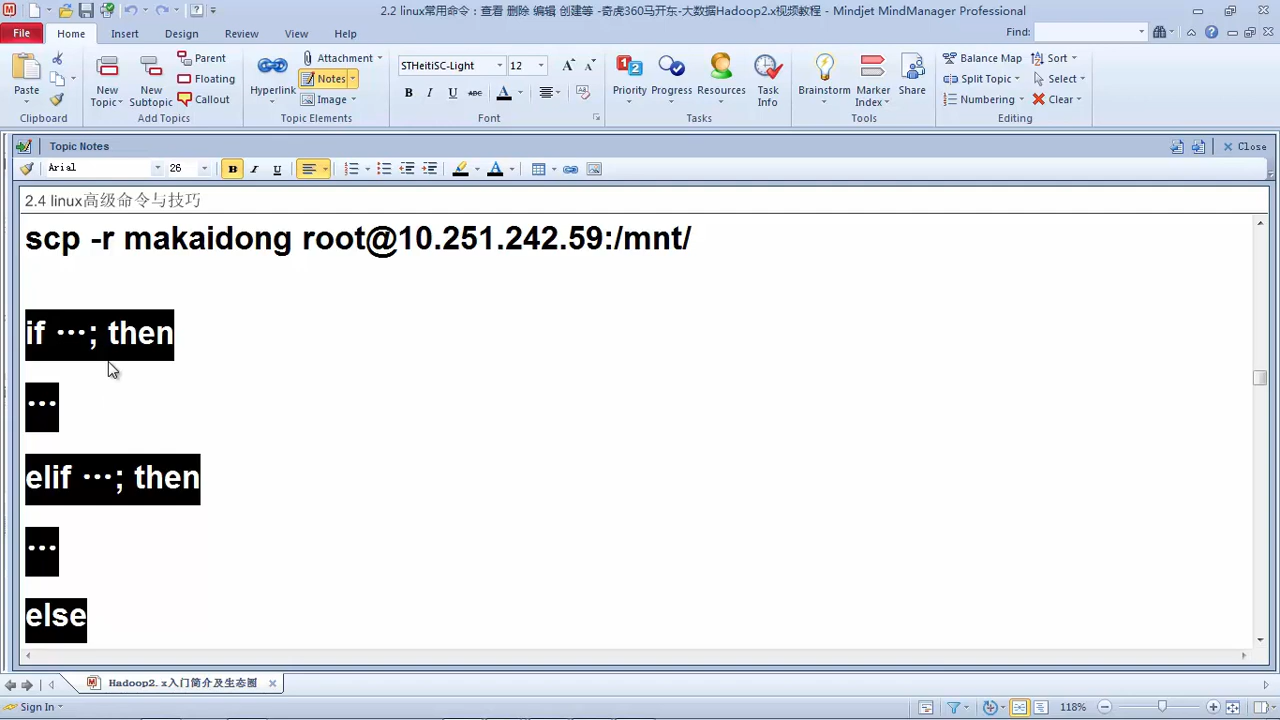 2.2 linux常用命令：查看 删除 编辑 创建等 -奇虎360马开东-大数据Hadoop2.x视频教程 - Mindjet MindManager Professional
File Home Insert Design Review View Help Find:
Paste New Topic New Subtopic Parent Floating Callout Hyperlink Attachment Notes Image STHeitiSC-Light 12 Priority Progress Resources Task Info Brainstorm Marker Index Share Balance Map Sort Split Topic Select Numbering Clear
Clipboard Add Topics Topic Elements Font Tasks Tools Editing
Topic Notes Close
Arial 26 B I U
2.4 linux高级命令与技巧
scp -r makaidong root@10.251.242.59:/mnt/
if …; then
…
elif …; then
…
else
Hadoop2.x入门简介及生态圈
Sign In 118%